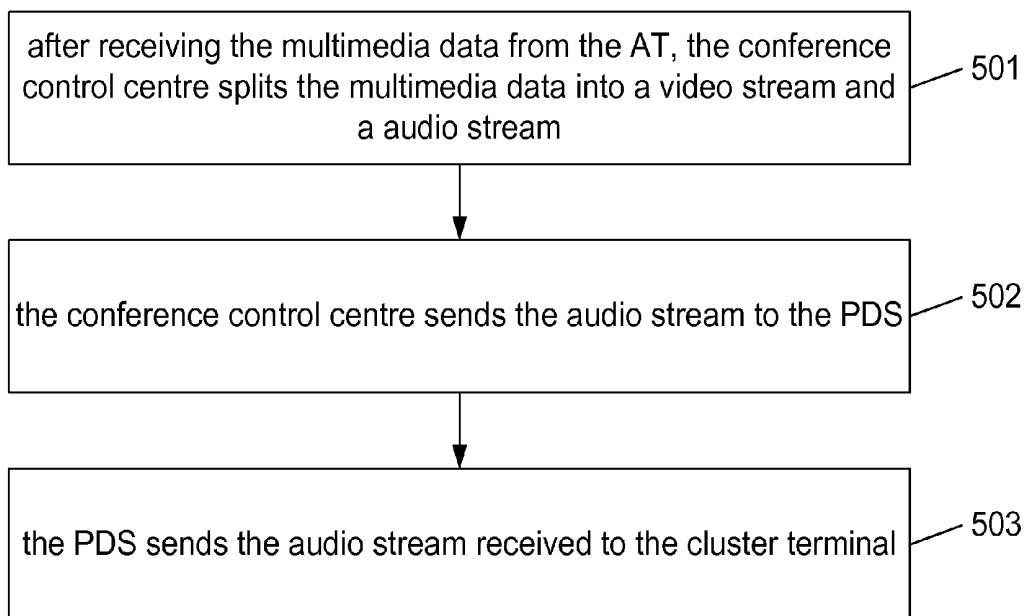 after receiving the multimedia data from the AT, the conference
control centre splits the multimedia data into a video stream and
a audio stream
501
the conference control centre sends the audio stream to the PDS
502
the PDS sends the audio stream received to the cluster terminal
503